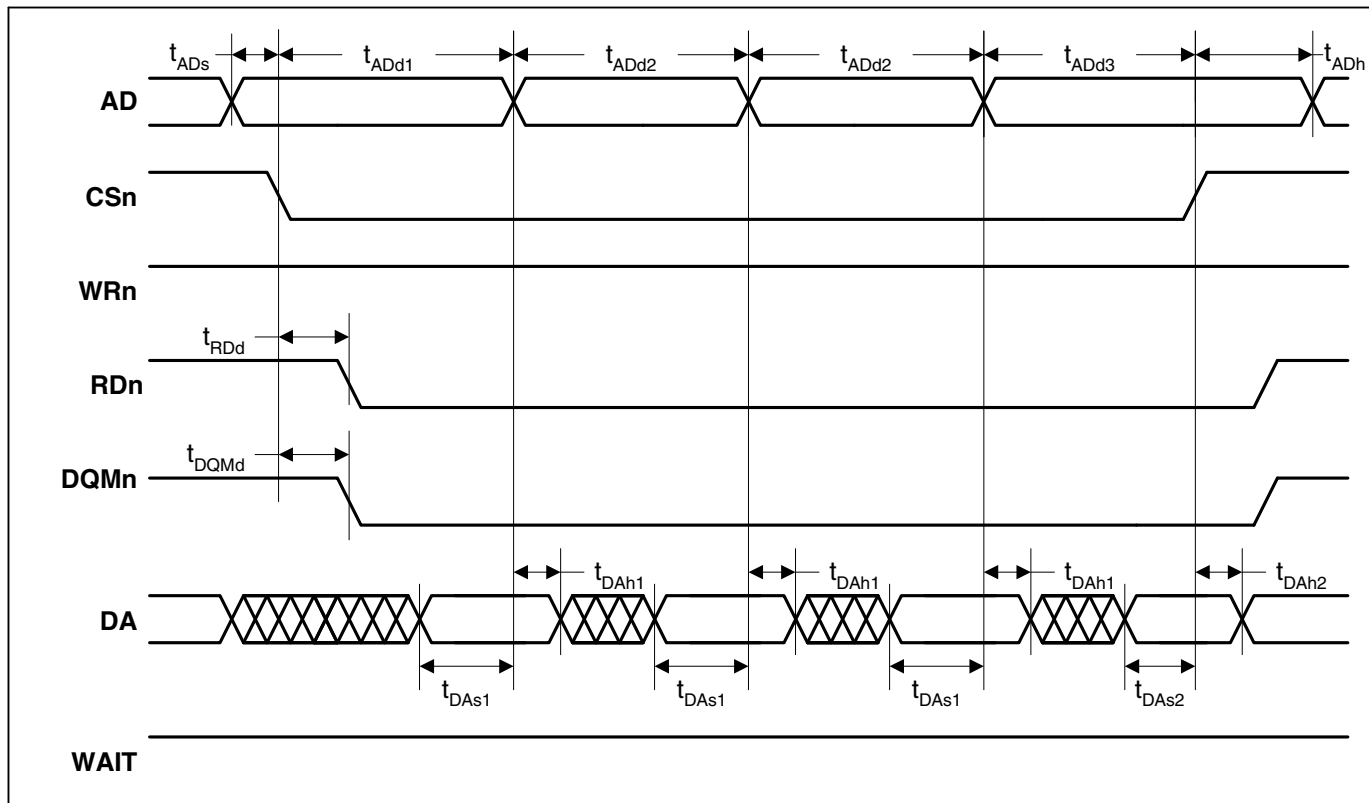 tADs tADd1 tADd2 tADd2 tADd3 tADh
AD
CSn
WRn
tRDd
RDn
tDQMd
DQMn
tDAh1 tDAh1 tDAh1 tDAh2
DA
tDAs1 tDAs1 tDAs1 tDAs2
WAIT